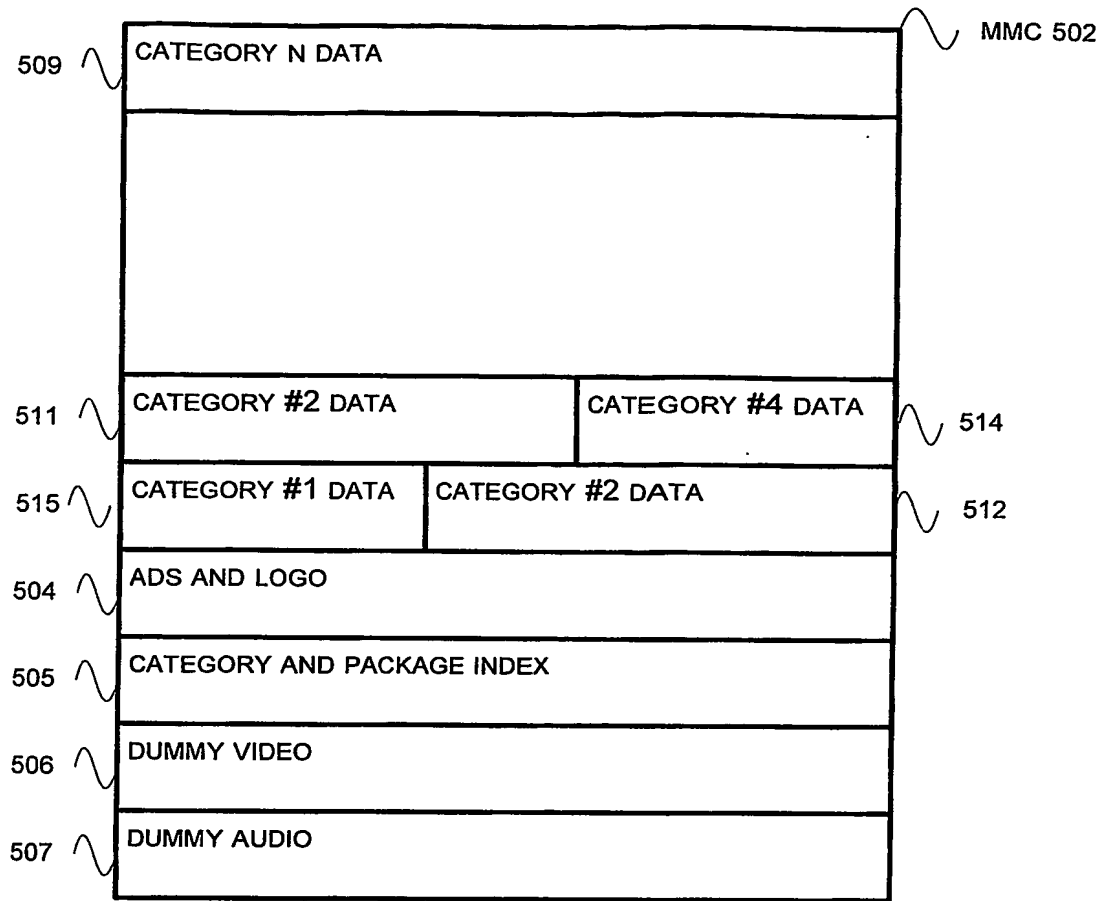 MMC 502
509 CATEGORY N DATA
511 CATEGORY #2 DATA CATEGORY #4 DATA 514
515 CATEGORY #1 DATA CATEGORY #2 DATA 512
504 ADS AND LOGO
505 CATEGORY AND PACKAGE INDEX
506 DUMMY VIDEO
507 DUMMY AUDIO